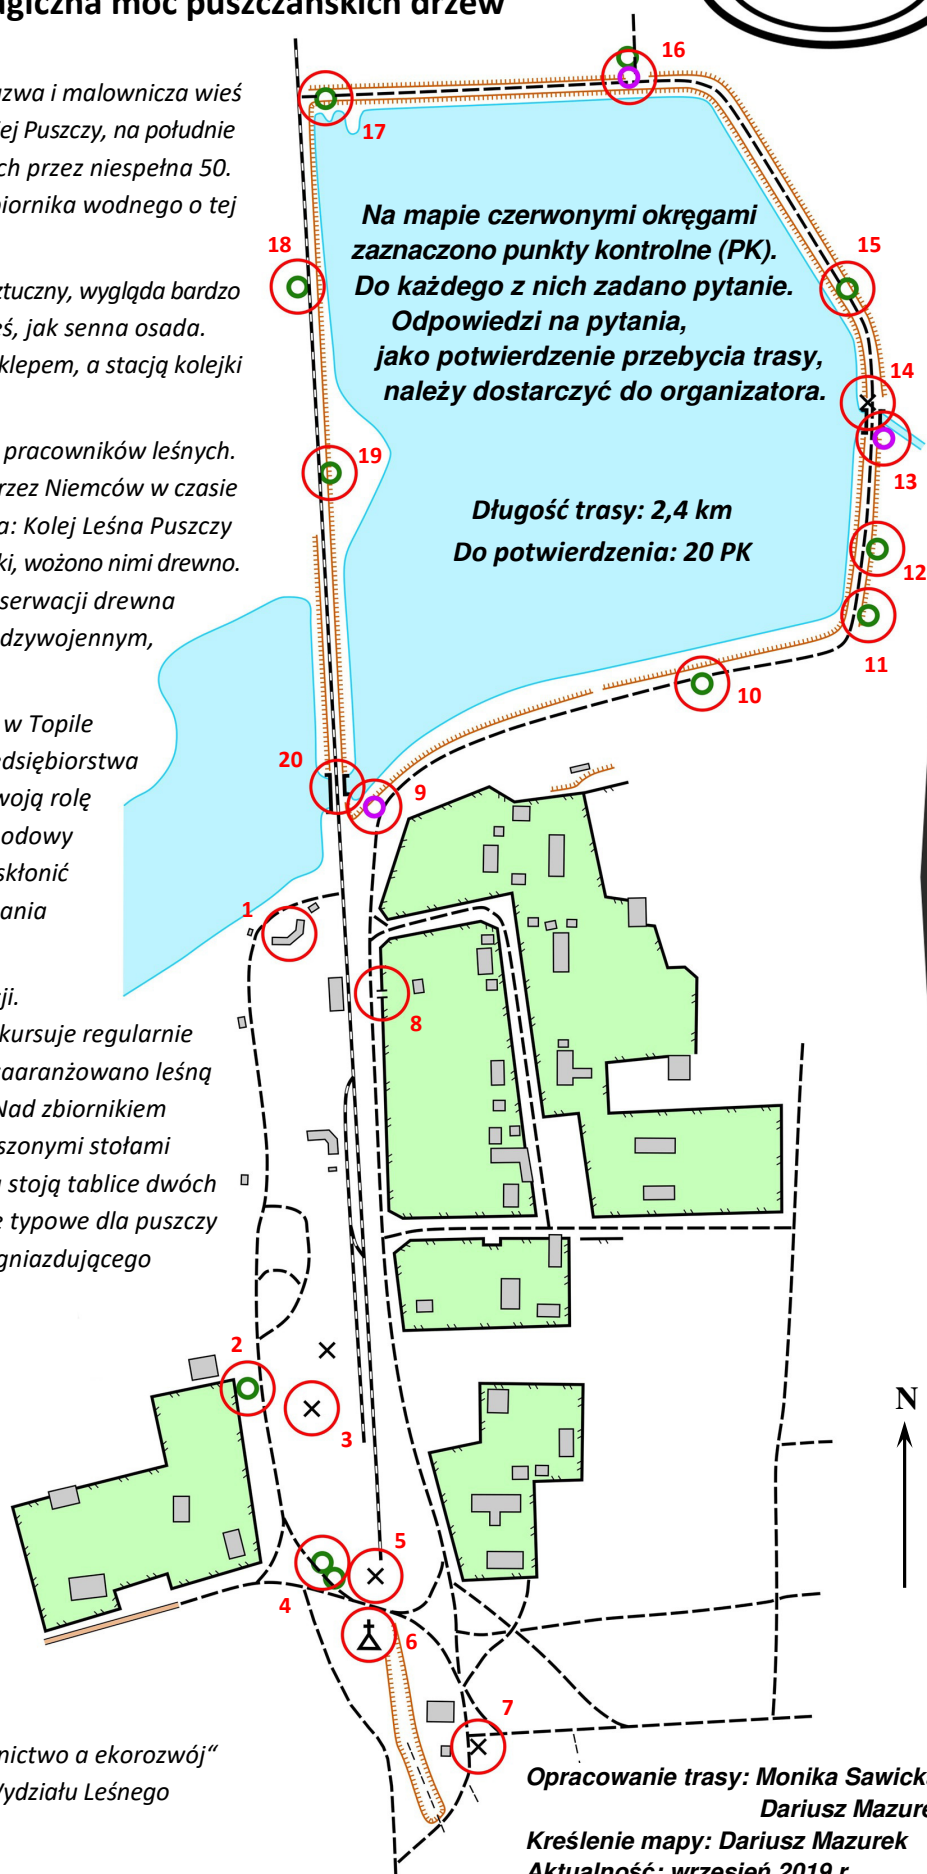 giczna moc puszczańskich drzew
zwa i malownicza wieś
iej Puszczy, na południe
ch przez niespełna 50.
biornika wodnego o tej
ztuczny, wygląda bardzo
eś, jak senna osada.
klepem, a stacją kolejki
pracowników leśnych.
rzez Niemców w czasie
a: Kolej Leśna Puszczy
ki, wożono nimi drewno.
serwacji drewna
dzywojennym,
w Topile
edsiębiorstwa
woją rolę
odowy
skłonić
ania
ji.
kursuje regularnie
aaranżowano leśną
Nad zbiornikiem
szonymi stołami
stoją tablice dwóch
e typowe dla puszczy
gniazdującego
nictwo a ekorozwój“
Wydziału Leśnego
Na mapie czerwonymi okręgami
zaznaczono punkty kontrolne (PK).
Do każdego z nich zadano pytanie.
Odpowiedzi na pytania,
jako potwierdzenie przebycia trasy,
należy dostarczyć do organizatora.
Długość trasy: 2,4 km
Do potwierdzenia: 20 PK
16
17
18
15
14
19
13
12
11
10
20
9
1
8
2
3
N
5
4
6
7
Opracowanie trasy: Monika Sawicka
Dariusz Mazure
Kreślenie mapy: Dariusz Mazurek
Aktualność: wrzesień 2019 r